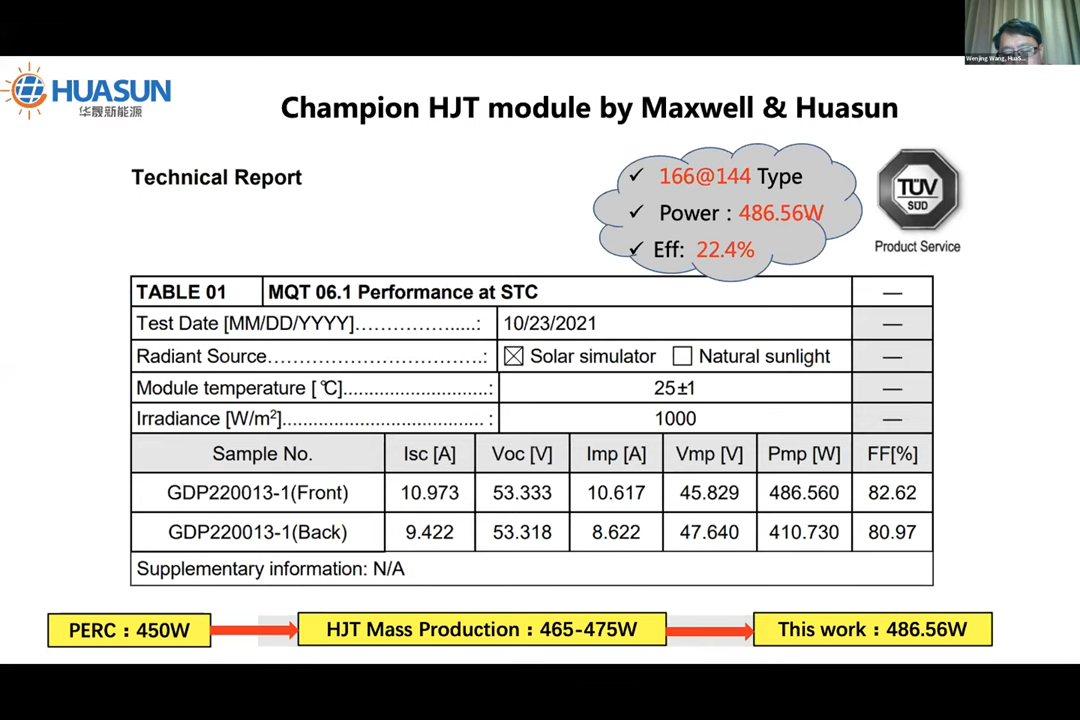 Wenjing Wang, HuaS...
HUASUN
华晟新能源
Champion HJT module by Maxwell & Huasun
Technical Report
✓ 166@144 Type
✓ Power：486.56W
✓ Eff: 22.4%
TÜV
SÜD
Product Service
TABLE 01 MQT 06.1 Performance at STC —
Test Date [MM/DD/YYYY]…………….....: 10/23/2021 —
Radiant Source……………………………: ☒ Solar simulator ☐ Natural sunlight —
Module temperature [℃]............................: 25±1 —
Irradiance [W/m²]....................................... : 1000 —
Sample No. Isc [A] Voc [V] Imp [A] Vmp [V] Pmp [W] FF[%]
GDP220013-1(Front) 10.973 53.333 10.617 45.829 486.560 82.62
GDP220013-1(Back) 9.422 53.318 8.622 47.640 410.730 80.97
Supplementary information: N/A
PERC：450W HJT Mass Production：465-475W This work：486.56W